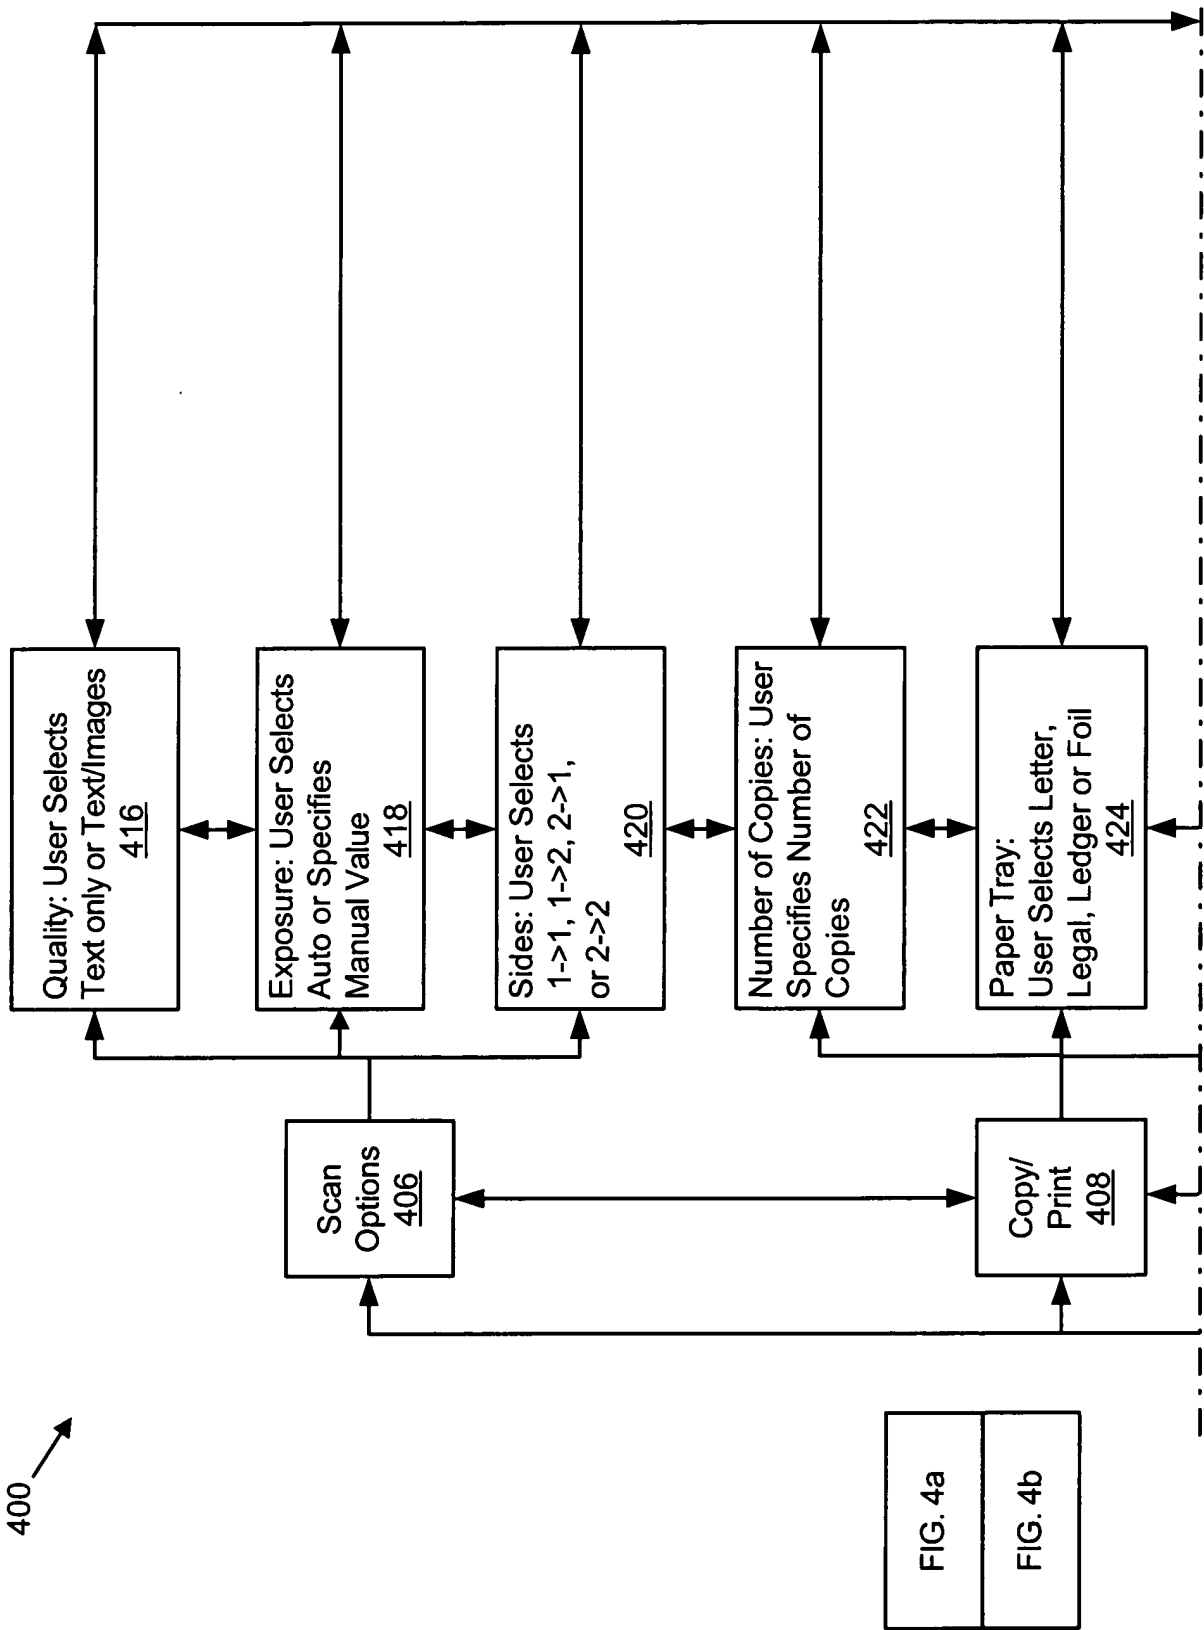 400
Scan
Options
406
Copy/
Print
408
Quality: User Selects
Text only or Text/Images
416
Exposure: User Selects
Auto or Specifies
Manual Value
418
Sides: User Selects
1->1, 1->2, 2->1,
or 2->2
420
Number of Copies: User
Specifies Number of
Copies
422
Paper Tray:
User Selects Letter,
Legal, Ledger or Foil
424
FIG. 4a
FIG. 4b